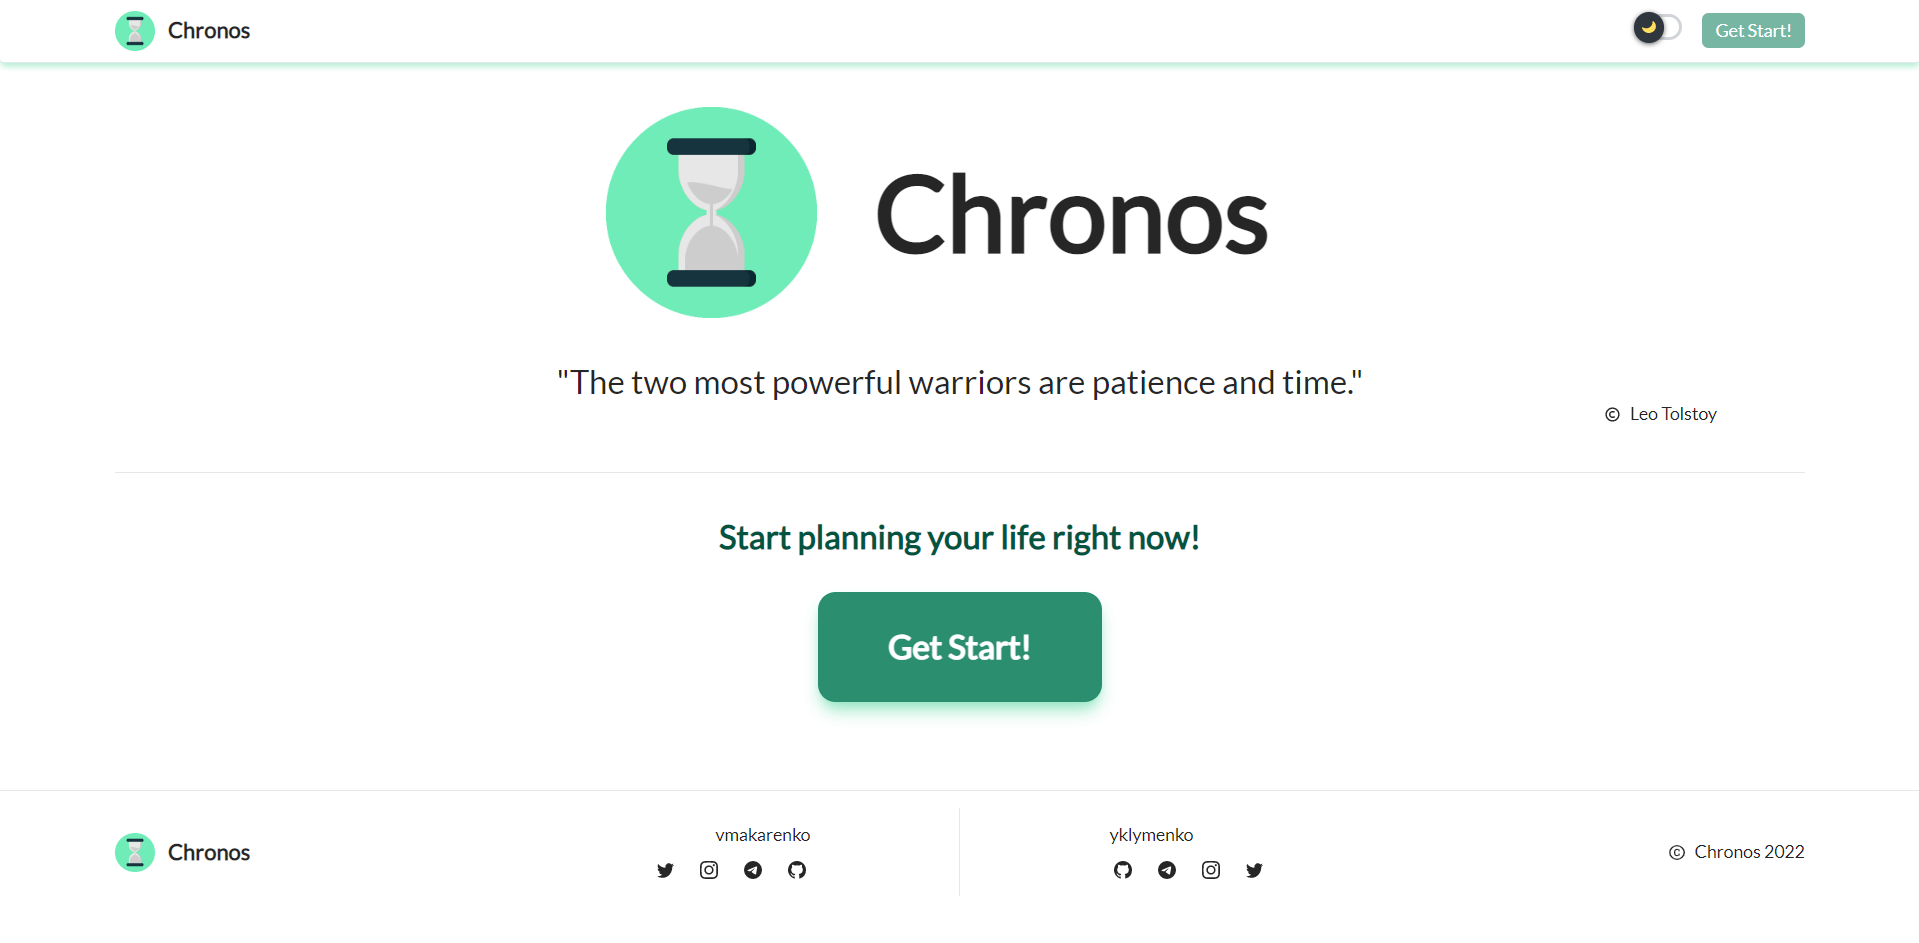 Chronos
Get Start!
Chronos
"The two most powerful warriors are patience and time."
© Leo Tolstoy
Start planning your life right now!
Get Start!
Chronos
vmakarenko
yklymenko
© Chronos 2022